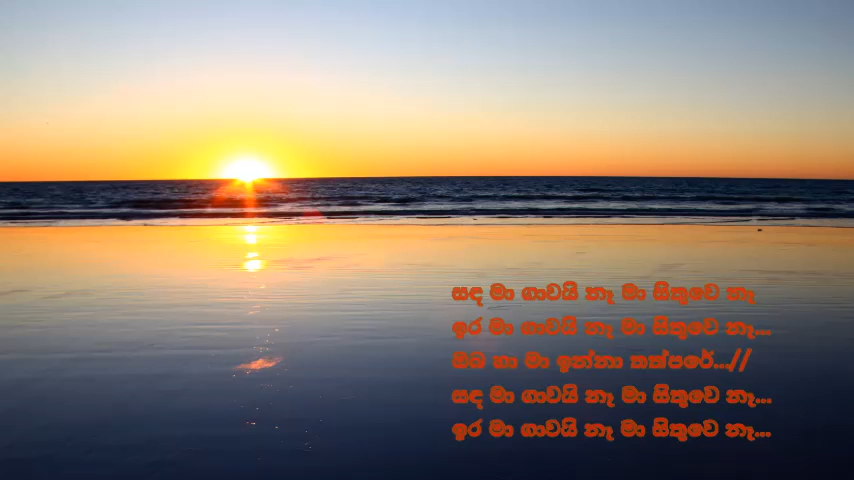 සඳ මා ගාවයි නෑ මා සිතුවෙ නෑ
ඉර මා ගාවයි නෑ මා සිතුවෙ නෑ...
ඔබ හා මා ඉන්නා තත්පරේ...//
සඳ මා ගාවයි නෑ මා සිතුවෙ නෑ...
ඉර මා ගාවයි නෑ මා සිතුවෙ නෑ...